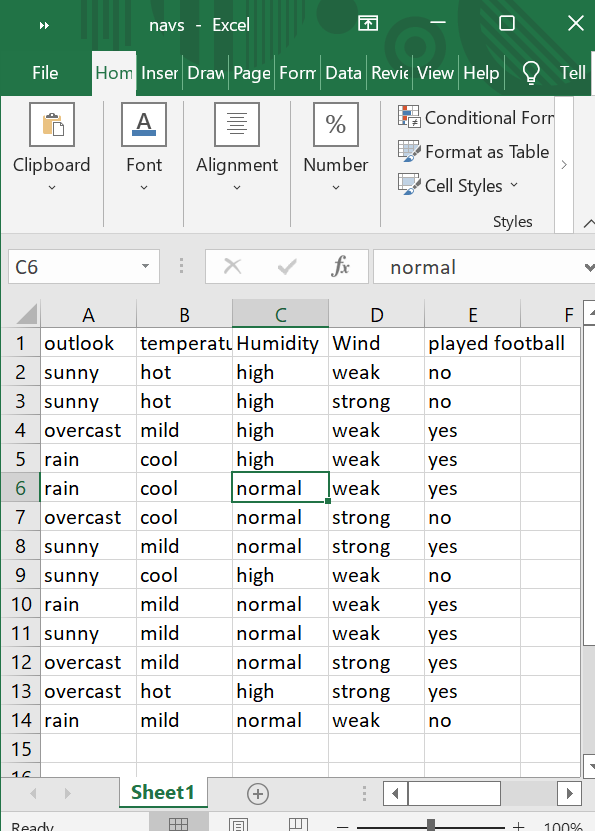 navs - Excel
File Hom Inser Draw Page Form Data Revie View Help Tell
Clipboard Font Alignment Number
%
Conditional Forr
Format as Table
Cell Styles
Styles
C6 fx normal
A B C D E F
1 outlook temperatu Humidity Wind played football
2 sunny hot high weak no
3 sunny hot high strong no
4 overcast mild high weak yes
5 rain cool high weak yes
6 rain cool normal weak yes
7 overcast cool normal strong no
8 sunny mild normal strong yes
9 sunny cool high weak no
10 rain mild normal weak yes
11 sunny mild normal weak yes
12 overcast mild normal strong yes
13 overcast hot high strong yes
14 rain mild normal weak no
15
16
Sheet1
Ready 100%